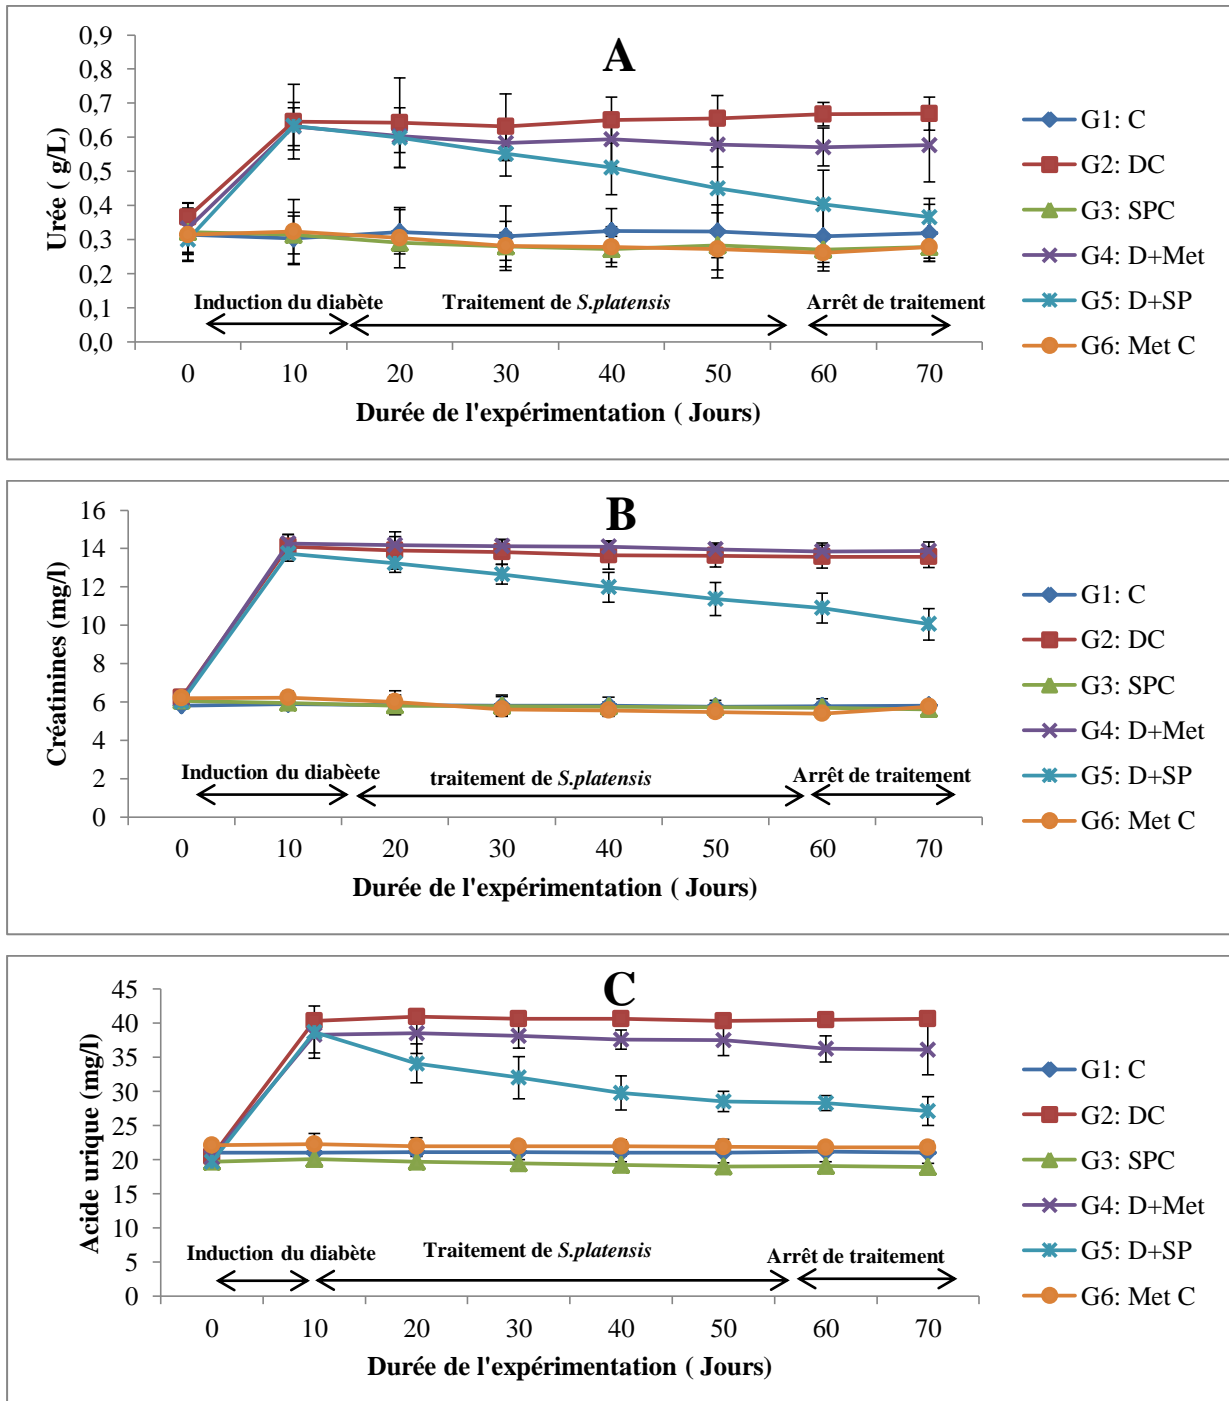 A
0,9
0,8
0,7
0,6
0,5
0,4
0,3
0,2
0,1
0,0
Urée ( g/L)
Induction du diabète
Traitement de S.platensis
Arrêt de traitement
0 10 20 30 40 50 60 70
Durée de l'expérimentation ( Jours)
G1: C
G2: DC
G3: SPC
G4: D+Met
G5: D+SP
G6: Met C
B
16
14
12
10
8
6
4
2
0
Créatinines (mg/l)
Induction du diabèete
traitement de S.platensis
Arrêt de traitement
0 10 20 30 40 50 60 70
Durée de l'expérimentation ( Jours)
G1: C
G2: DC
G3: SPC
G4: D+Met
G5: D+SP
G6: Met C
C
45
40
35
30
25
20
15
10
5
0
Acide urique (mg/l)
Induction du diabète
Traitement de S.platensis
Arrêt de traitement
0 10 20 30 40 50 60 70
Durée de l'expérimentation ( Jours)
G1: C
G2: DC
G3: SPC
G4: D+Met
G5: D+SP
G6: Met C